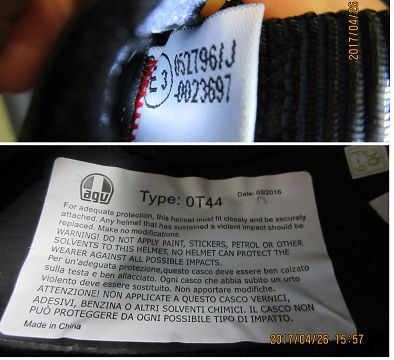 2017/04/26
E3
052796/J
-0023697
agv
Type: 0T44
Date: 03/2016
For adequate protection, this helmet must fit closely and be securely
attached. Any helmet that has sustained a violent impact should be
replaced. Make no modifications.
WARNING! DO NOT APPLY PAINT, STICKERS, PETROL OR OTHER
SOLVENTS TO THIS HELMET. NO HELMET CAN PROTECT THE
WEARER AGAINST ALL POSSIBLE IMPACTS.
Per un'adeguata protezione,questo casco deve essere ben calzato
sulla testa e ben allacciato. Ogni casco che abbia subito un urto
violento deve essere sostituito. Non apportare modifiche.
ATTENZIONE! NON APPLICATE A QUESTO CASCO VERNICI,
ADESIVI, BENZINA O ALTRI SOLVENTI CHIMICI. IL CASCO NON
PUÒ PROTEGGERE DA OGNI POSSIBILE TIPO DI IMPATTO.
Made in China
2017/04/26 15:57